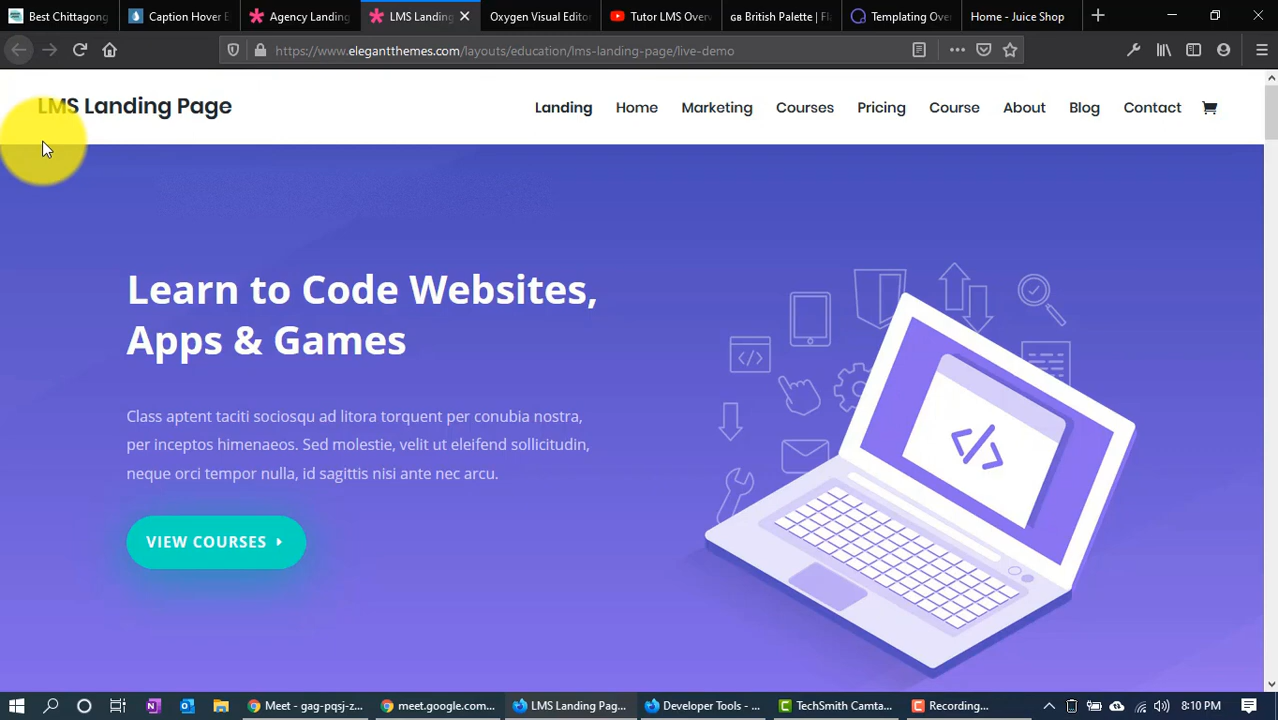 Best Chittagong
Caption Hover E
Agency Landing
LMS Landing
Oxygen Visual Editor
Tutor LMS Over
GB British Palette | Fla
Templating Ove
Home - Juice Shop
https://www.elegantthemes.com/layouts/education/lms-landing-page/live-demo
LMS Landing Page
Landing
Home
Marketing
Courses
Pricing
Course
About
Blog
Contact
Learn to Code Websites,
Apps & Games
Class aptent taciti sociosqu ad litora torquent per conubia nostra,
per inceptos himenaeos. Sed molestie, velit ut eleifend sollicitudin,
neque orci tempor nulla, id sagittis nisi ante nec arcu.
VIEW COURSES
Meet - gag-pqsj-z...
meet.google.com...
LMS Landing Pag...
Developer Tools - ...
TechSmith Camta...
Recording...
8:10 PM